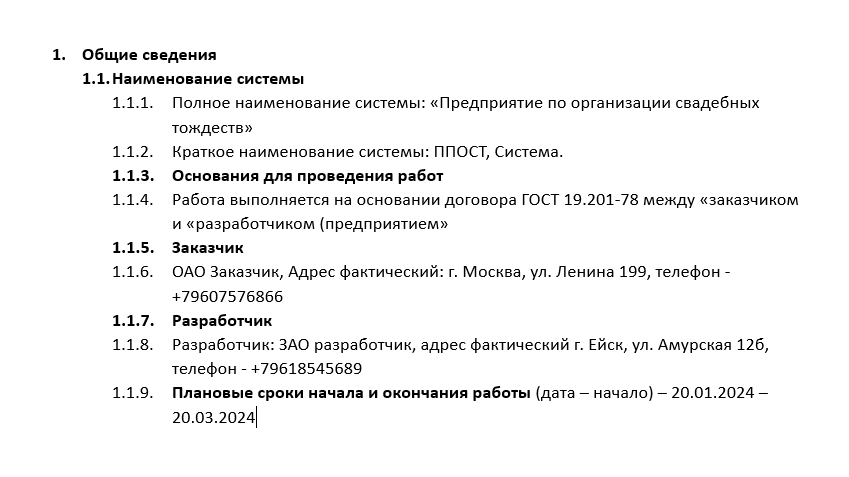 1. Общие сведения
1.1. Наименование системы
1.1.1. Полное наименование системы: «Предприятие по организации свадебных
тождеств»
1.1.2. Краткое наименование системы: ППОСТ, Система.
1.1.3. Основания для проведения работ
1.1.4. Работа выполняется на основании договора ГОСТ 19.201-78 между «заказчиком
и «разработчиком (предприятием»
1.1.5. Заказчик
1.1.6. ОАО Заказчик, Адрес фактический: г. Москва, ул. Ленина 199, телефон -
+79607576866
1.1.7. Разработчик
1.1.8. Разработчик: ЗАО разработчик, адрес фактический г. Ейск, ул. Амурская 12б,
телефон - +79618545689
1.1.9. Плановые сроки начала и окончания работы (дата – начало) – 20.01.2024 –
20.03.2024